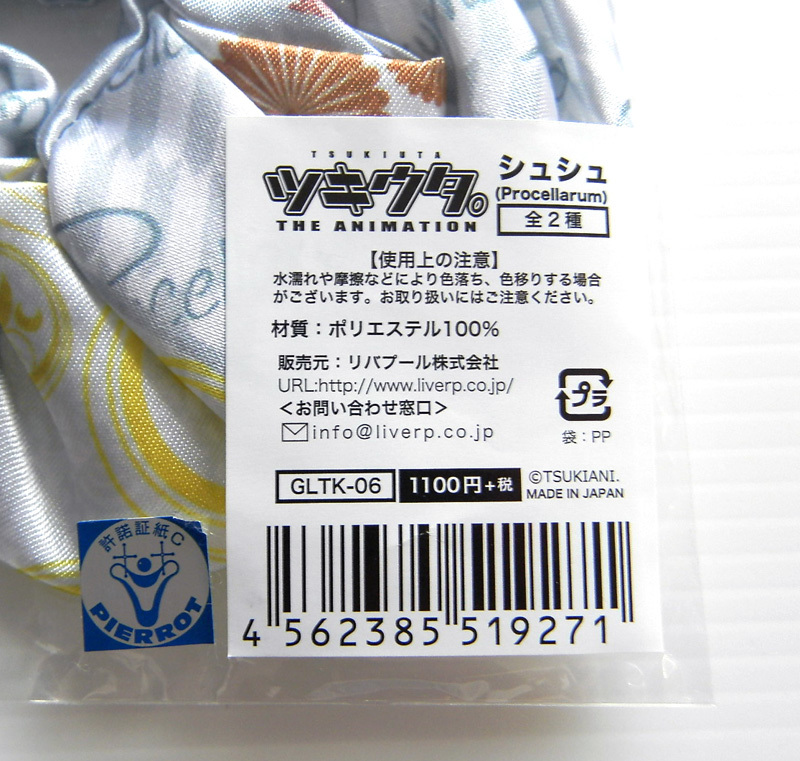 TSUKIUTA
ツキウタ。
THE ANIMATION
シュシュ
(Procellarum)
全2種
【使用上の注意】
水濡れや摩擦などにより色落ち、色移りする場合
がございます。お取り扱いにはご注意ください。
材質：ポリエステル100%
販売元：リバプール株式会社
URL:http://www.liverp.co.jp/
＜お問い合わせ窓口＞
info@liverp.co.jp
プラ
袋：PP
GLTK-06
1100円+税
©TSUKIANI.
MADE IN JAPAN
4 562385 519271
許諾証紙C
PIERROT